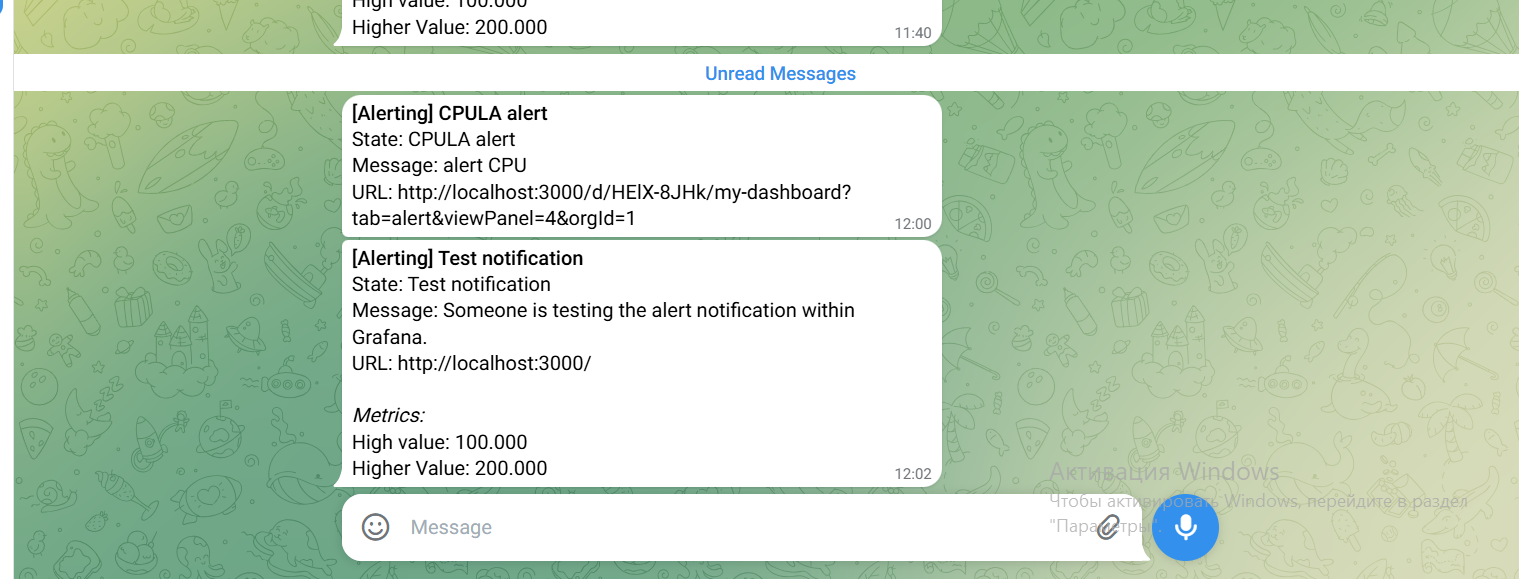 High value: 100.000
Higher Value: 200.000
11:40
Unread Messages
[Alerting] CPULA alert
State: CPULA alert
Message: alert CPU
URL: http://localhost:3000/d/HElX-8JHk/my-dashboard?
tab=alert&viewPanel=4&orgId=1
12:00
[Alerting] Test notification
State: Test notification
Message: Someone is testing the alert notification within
Grafana.
URL: http://localhost:3000/
Metrics:
High value: 100.000
Higher Value: 200.000
12:02
Активация Windows
Чтобы активировать Windows, перейдите в раздел
"Параметры".
Message